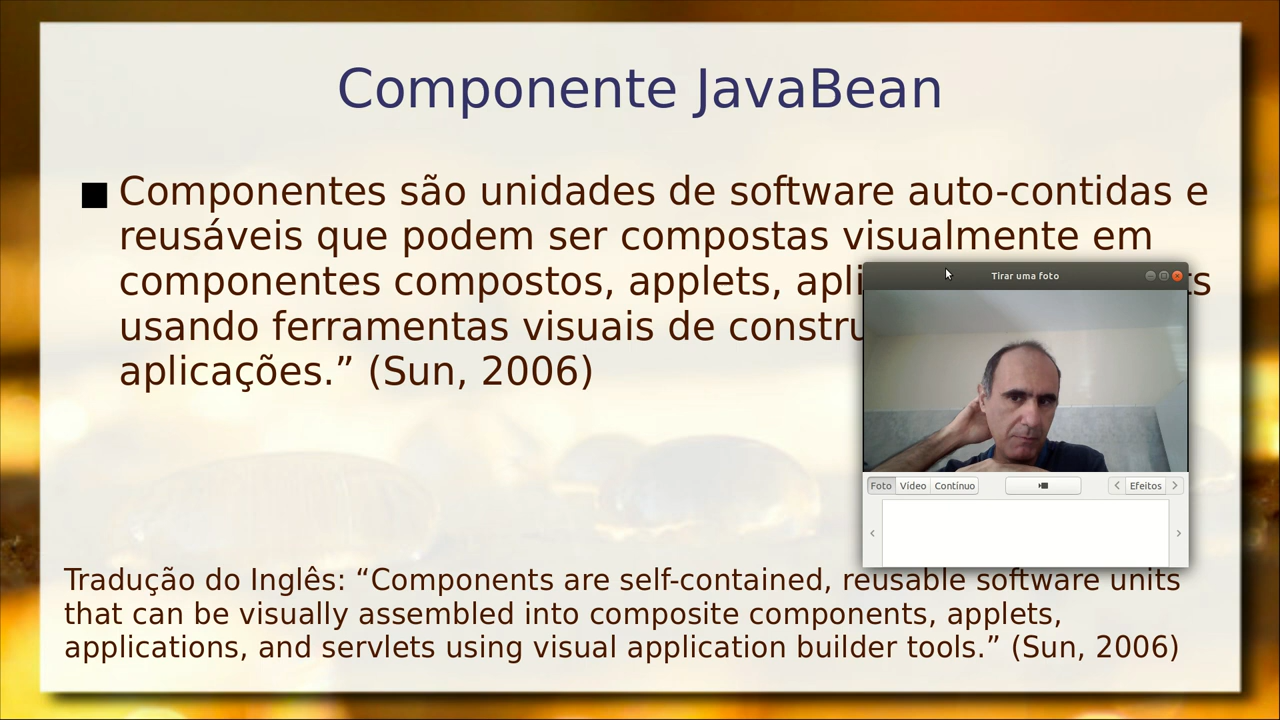 Componente JavaBean
■ Componentes são unidades de software auto-contidas e
reusáveis que podem ser compostas visualmente em
componentes compostos, applets,
usando ferramentas visuais de
aplicações.” (Sun, 2006)
Tirar uma foto
Foto Vídeo Contínuo Efeitos
Tradução do Inglês: “Components are self-contained, reusable software units
that can be visually assembled into composite components, applets,
applications, and servlets using visual application builder tools.” (Sun, 2006)